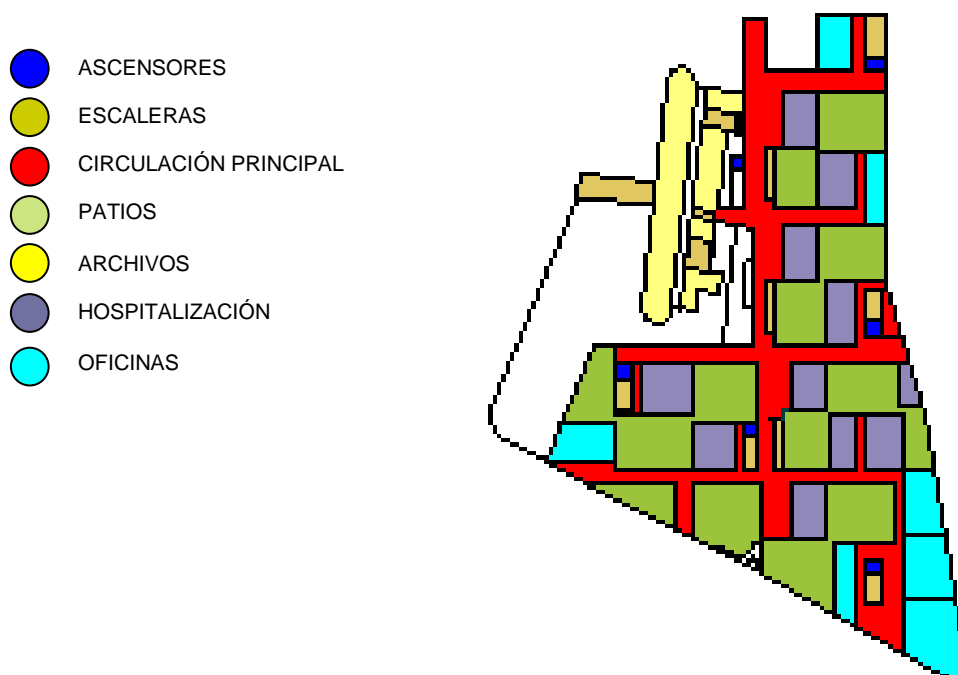 ASCENSORES
ESCALERAS
CIRCULACIÓN PRINCIPAL
PATIOS
ARCHIVOS
HOSPITALIZACIÓN
OFICINAS